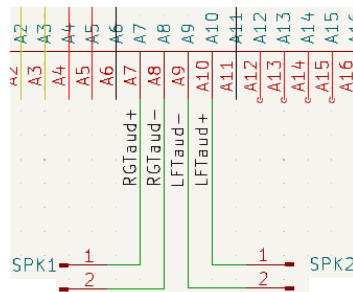 A2 A3 A4 A4 A5 A6 A7 A8 A9 A10 A11 A12 A13 A14 A15
A2 A3 A4 A5 A6 A7 A8 A9 A10 A11 A12 A13 A14 A15 A16
RGTaud+
RGTaud-
LFTaud-
LFTaud+
SPK1 1
2
1 SPK2
2